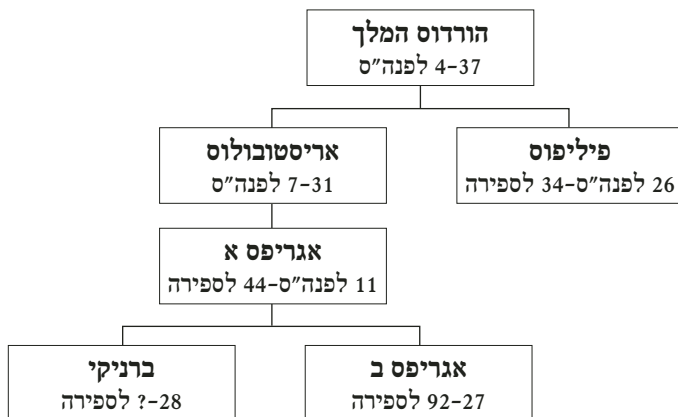 הורדוס המלך
37–4 לפנה"ס
אריסטובולוס
31–7 לפנה"ס
פיליפוס
26 לפנה"ס–34 לספירה
אגריפס א
11 לפנה"ס–44 לספירה
אגריפס ב
27–92 לספירה
ברניקי
28–? לספירה